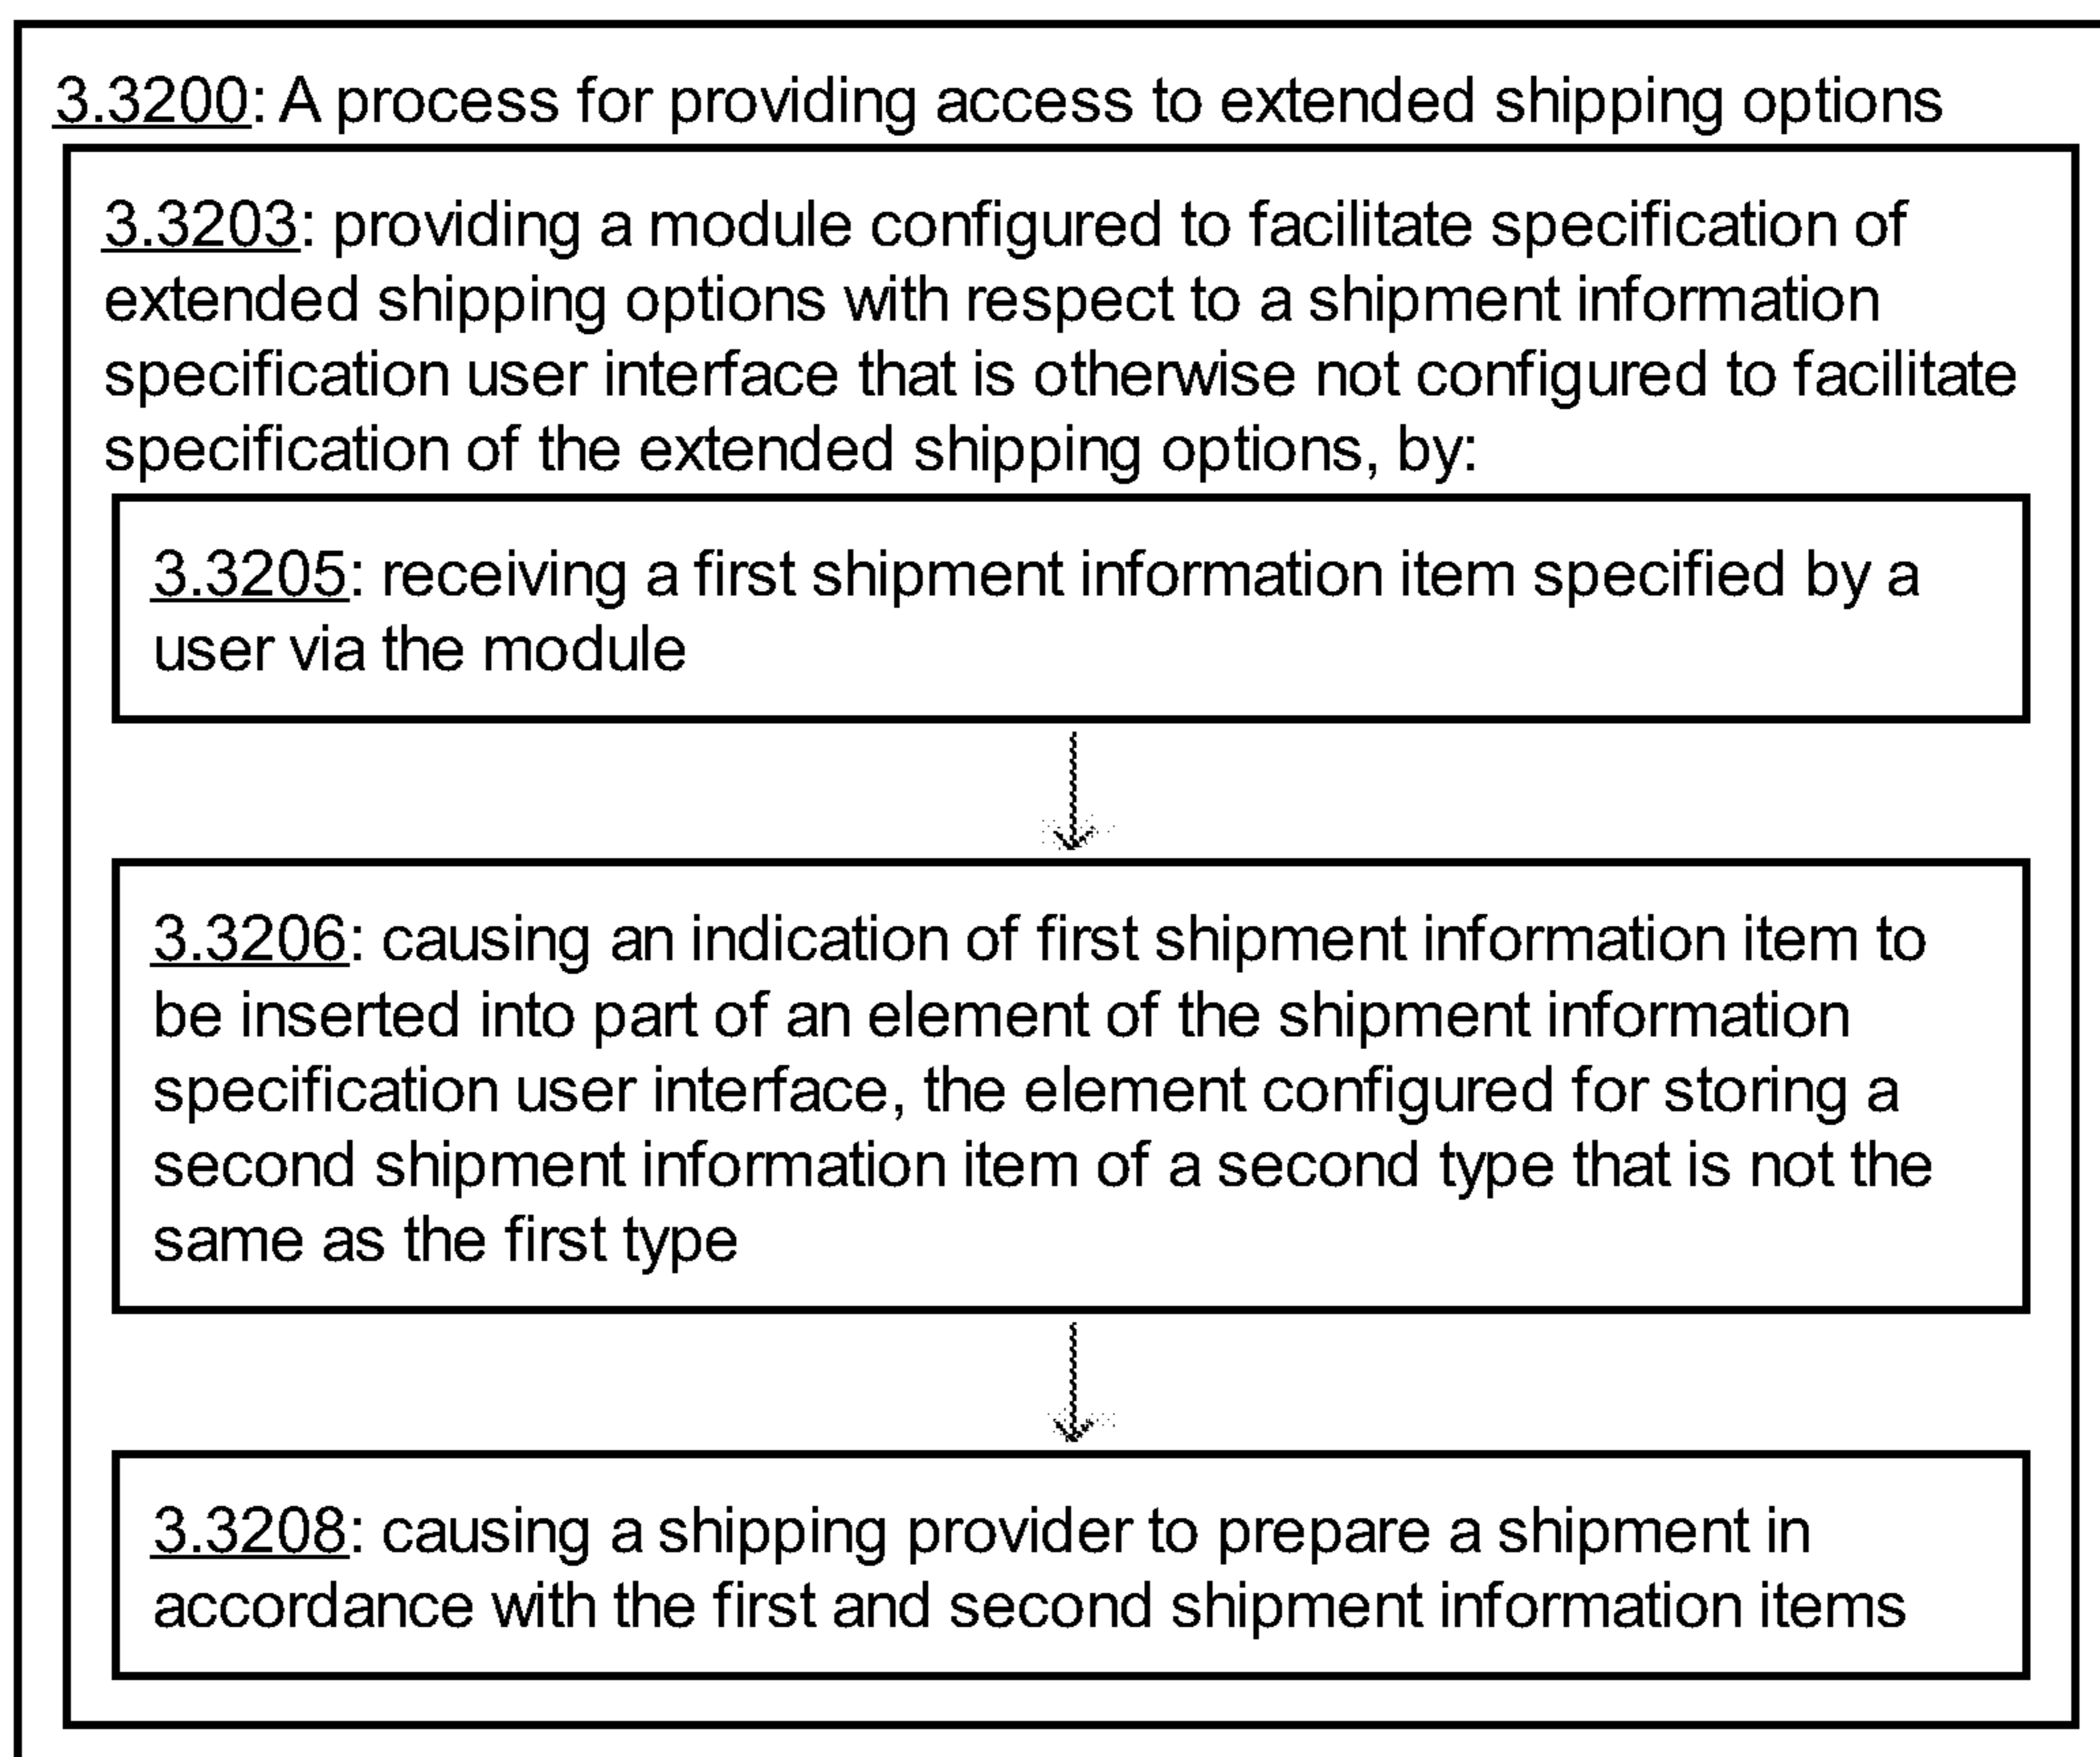 3.3200: A process for providing access to extended shipping options
3.3203: providing a module configured to facilitate specification of
extended shipping options with respect to a shipment information
specification user interface that is otherwise not configured to facilitate
specification of the extended shipping options, by:
3.3205: receiving a first shipment information item specified by a
user via the module
3.3206: causing an indication of first shipment information item to
be inserted into part of an element of the shipment information
specification user interface, the element configured for storing a
second shipment information item of a second type that is not the
same as the first type
3.3208: causing a shipping provider to prepare a shipment in
accordance with the first and second shipment information items